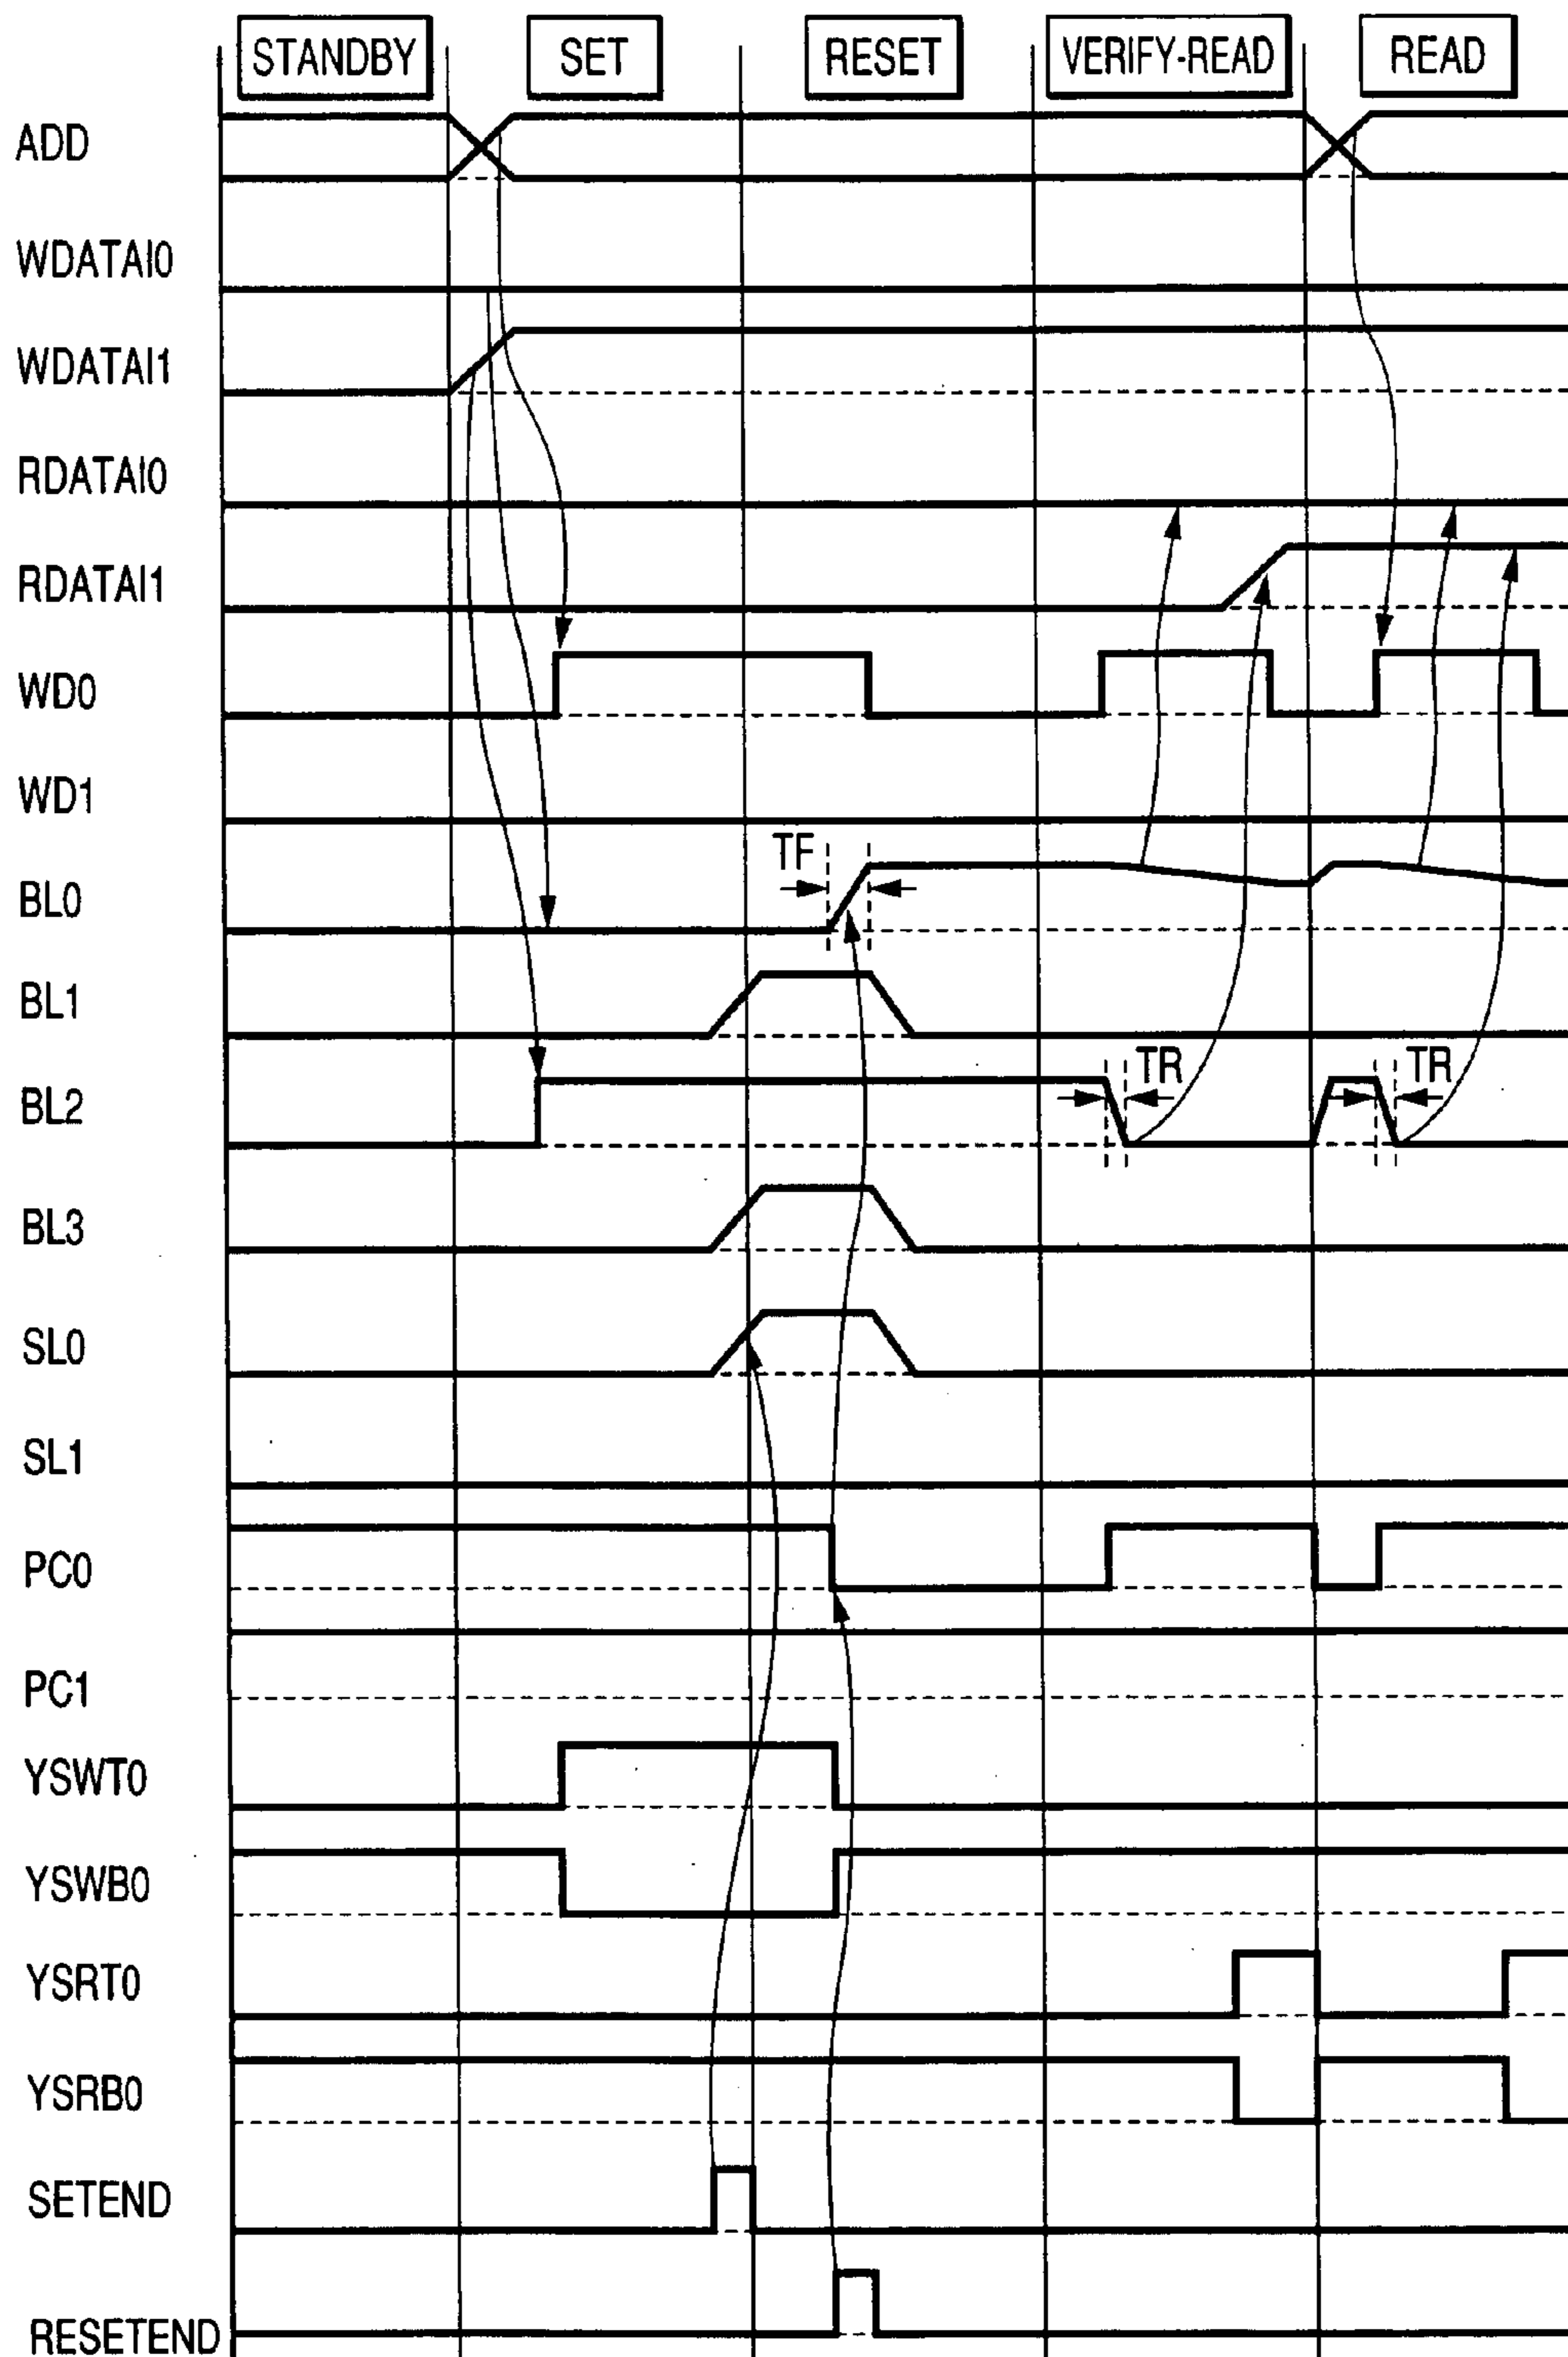 STANDBY SET RESET VERIFY-READ READ
ADD
WDATAI0
WDATAI1
RDATAI0
RDATAI1
WD0
WD1
TF
BL0
BL1
TR TR
BL2
BL3
SL0
SL1
PC0
PC1
YSWT0
YSWB0
YSRT0
YSRB0
SETEND
RESETEND